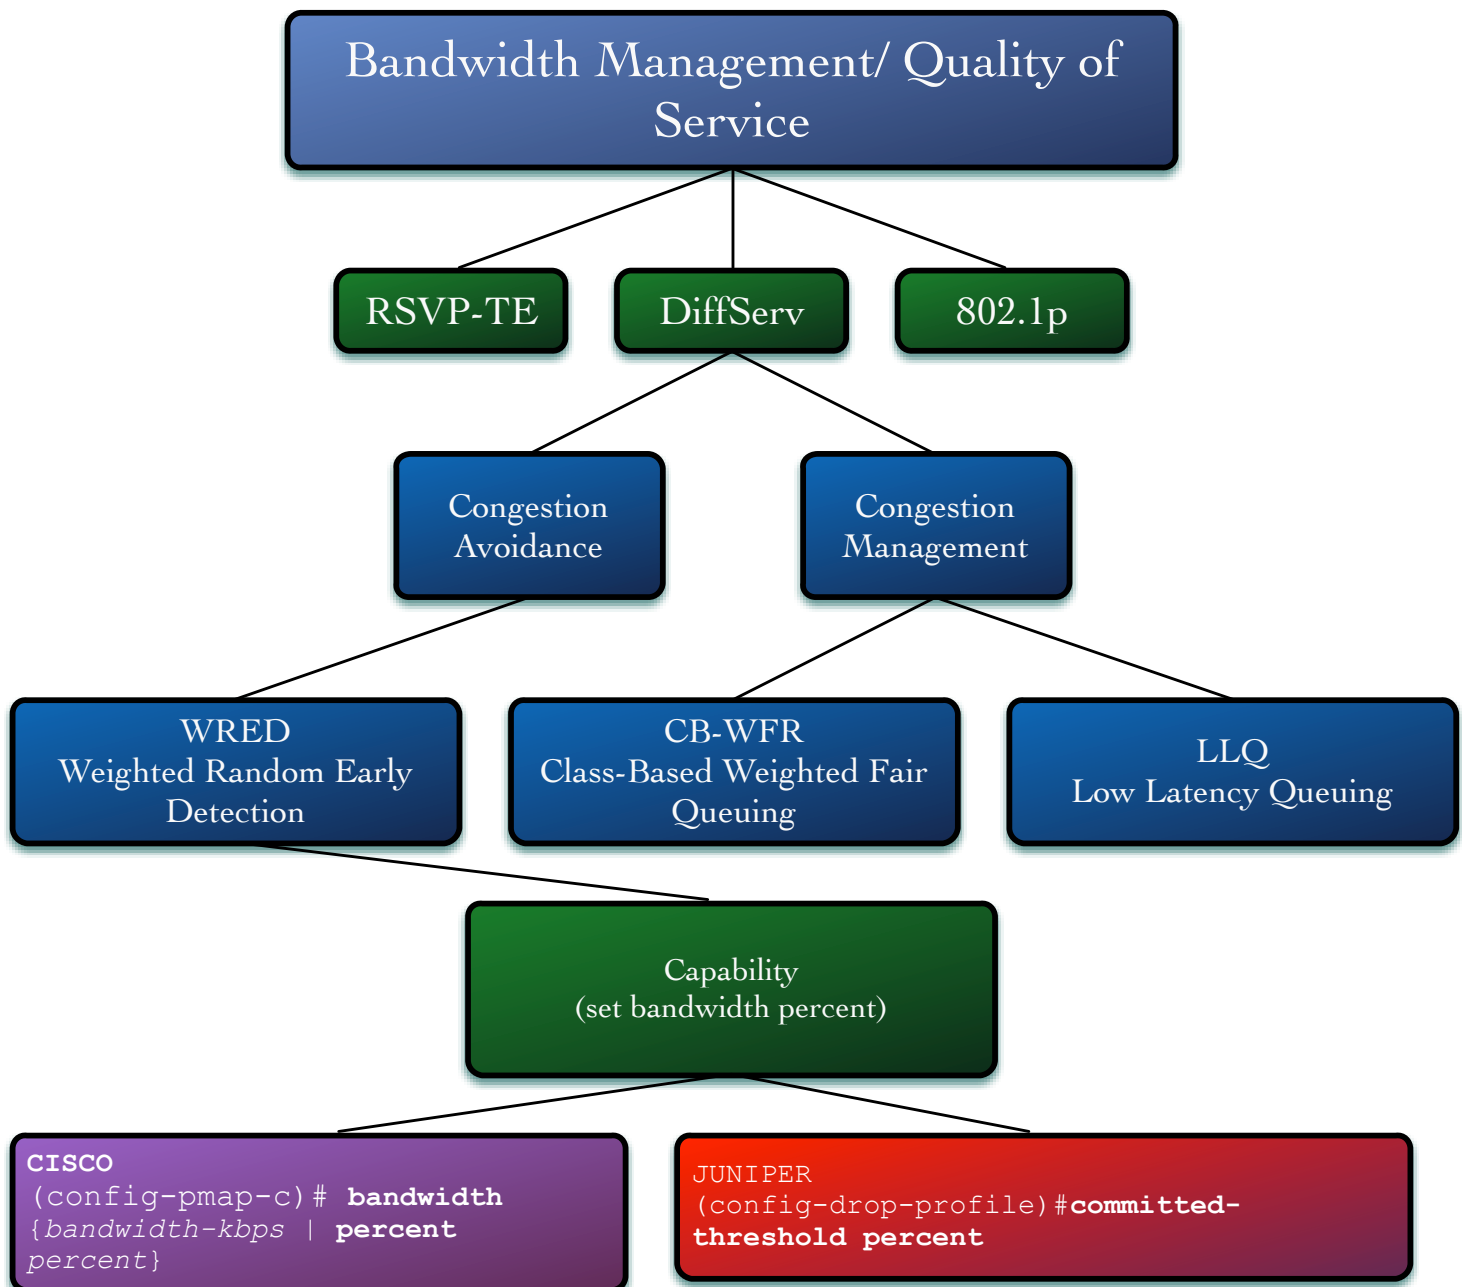 Bandwidth Management/ Quality of
Service
RSVP-TE
DiffServ
802.1p
Congestion
Avoidance
Congestion
Management
WRED
Weighted Random Early
Detection
CB-WFR
Class-Based Weighted Fair
Queuing
LLQ
Low Latency Queuing
Capability
(set bandwidth percent)
CISCO
(config-pmap-c)# bandwidth
{bandwidth-kbps | percent
percent}
JUNIPER
(config-drop-profile)#committed-
threshold percent